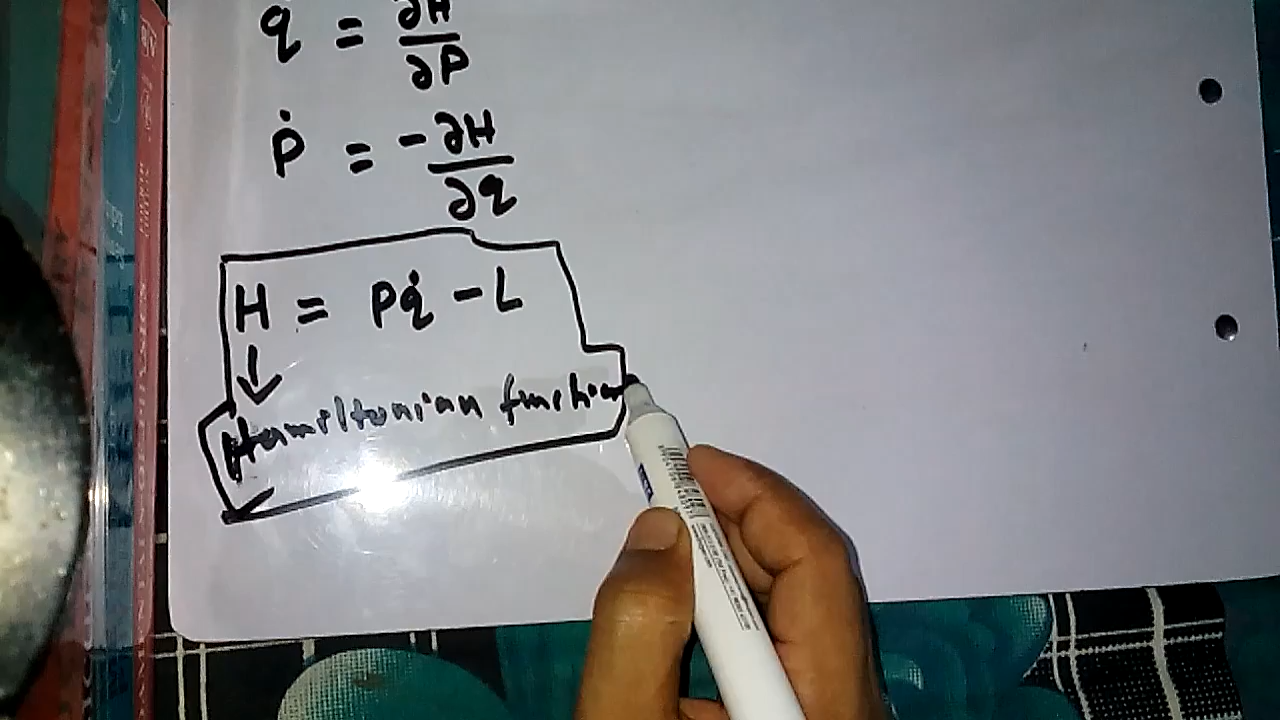 q̇ = ∂H/∂P
Ṗ = -∂H/∂q
H = Pq̇ - L
↓
Hamiltonian function